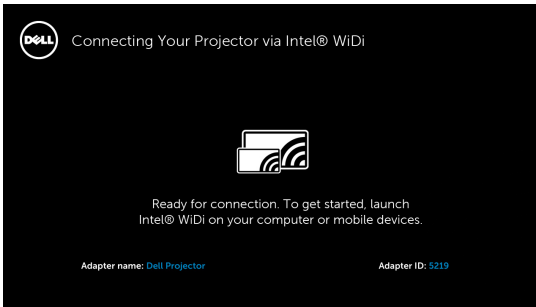 DELL Connecting Your Projector via Intel® WiDi
Ready for connection. To get started, launch
Intel® WiDi on your computer or mobile devices.
Adapter name: Dell Projector Adapter ID: 5219